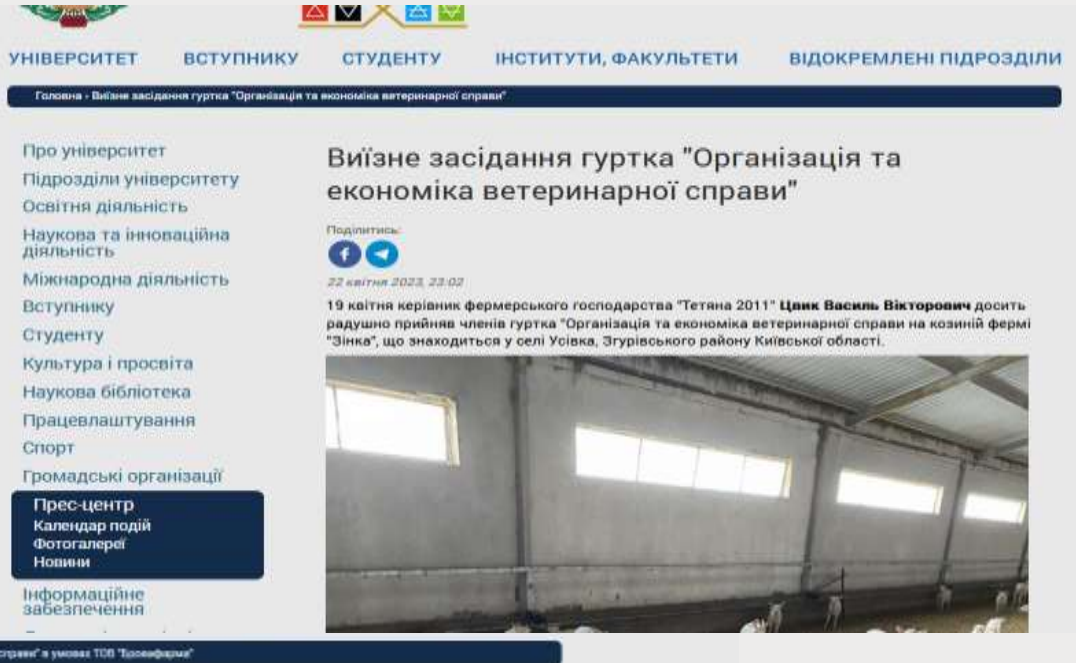 УНІВЕРСИТЕТ ВСТУПНИКУ СТУДЕНТУ ІНСТИТУТИ, ФАКУЛЬТЕТИ ВІДОКРЕМЛЕНІ ПІДРОЗДІЛИ
Головна › Виїзне засідання гуртка "Організація та економіка ветеринарної справи"
Про університет
Підрозділи університету
Освітня діяльність
Наукова та інноваційна
діяльність
Міжнародна діяльність
Вступнику
Студенту
Культура і просвіта
Наукова бібліотека
Працевлаштування
Спорт
Громадські організації
Прес-центр
Календар подій
Фотогалереї
Новини
Інформаційне
забезпечення
Виїзне засідання гуртка "Організація та
економіка ветеринарної справи"
Поділитись:
22 квітня 2023, 23:02
19 квітня керівник фермерського господарства "Тетяна 2011" Цвик Василь Вікторович досить
радушно прийняв членів гуртка "Організація та економіка ветеринарної справи на козиній фермі
"Зінка", що знаходиться у селі Усівка, Згурівського району Київської області.
справи" в умовах ТОВ "Бровафарма"